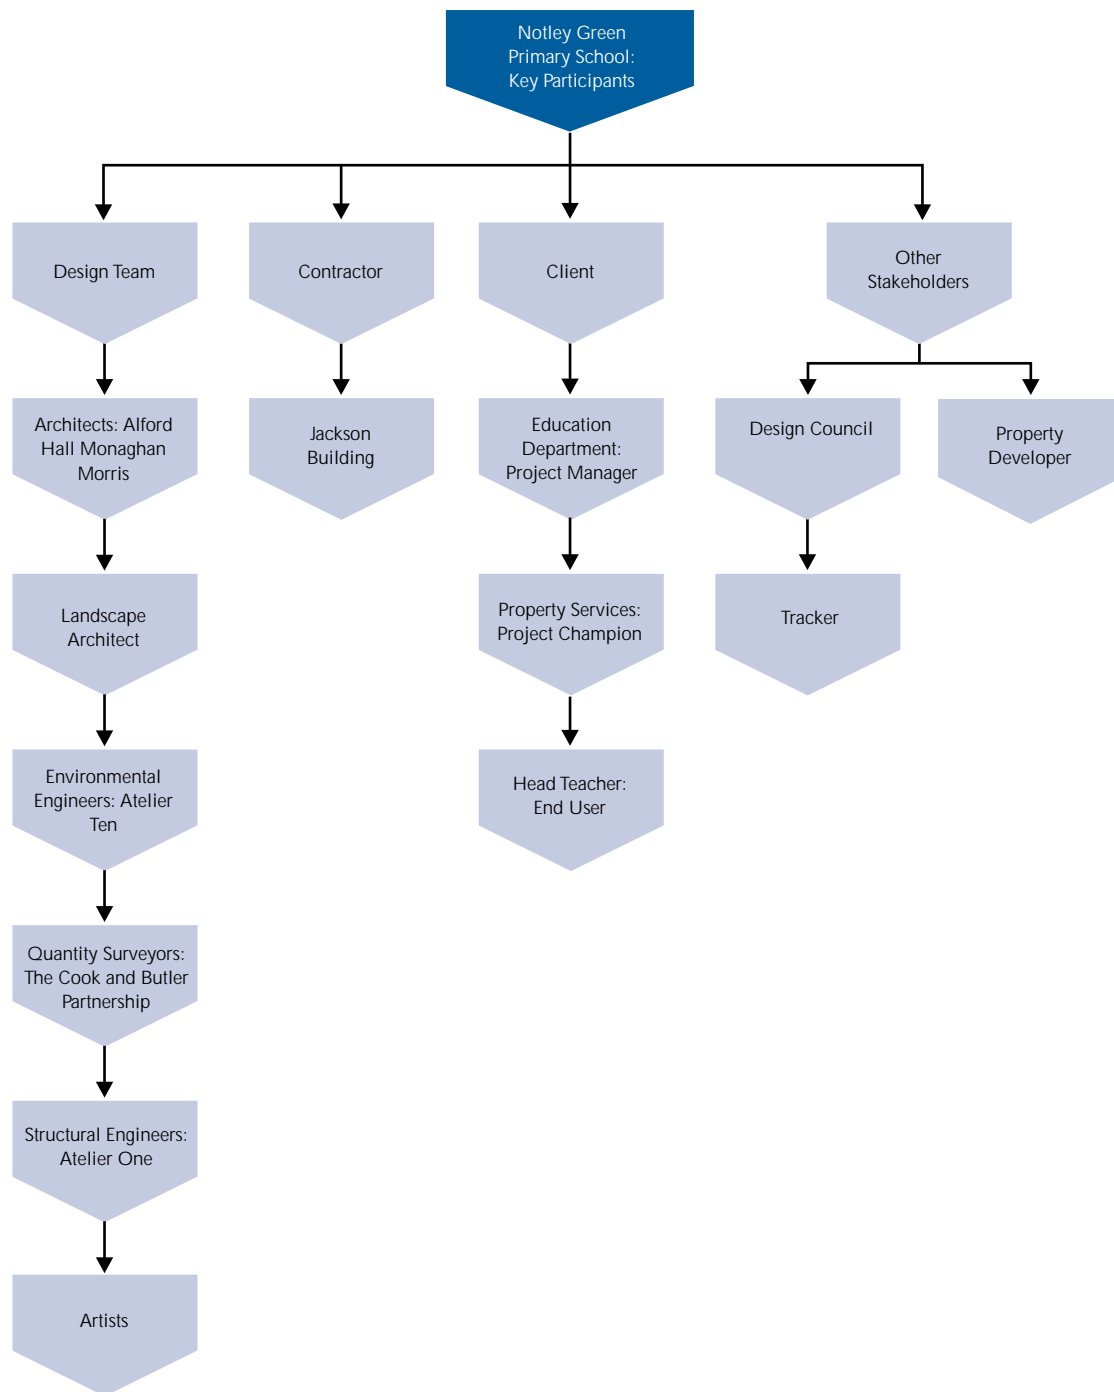 Notley Green
Primary School:
Key Participants
Design Team
Contractor
Client
Other
Stakeholders
Architects: Alford
Hall Monaghan
Morris
Jackson
Building
Education
Department:
Project Manager
Design Council
Property
Developer
Landscape
Architect
Property Services:
Project Champion
Tracker
Environmental
Engineers: Atelier
Ten
Head Teacher:
End User
Quantity Surveyors:
The Cook and Butler
Partnership
Structural Engineers:
Atelier One
Artists